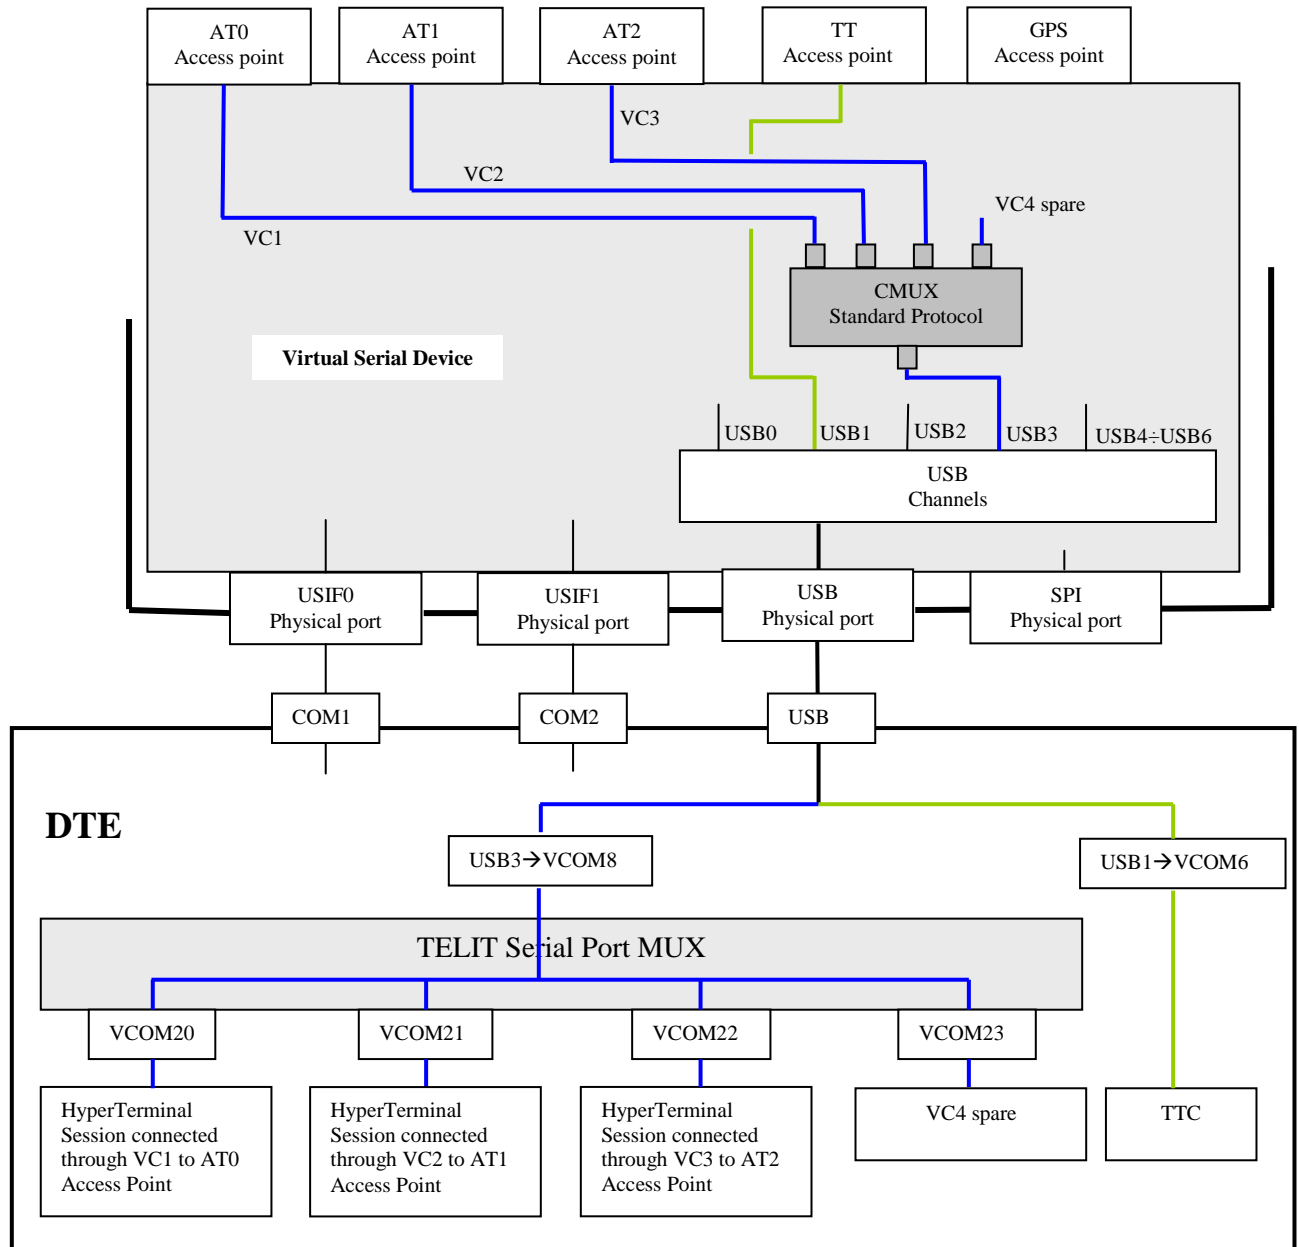 AT0
Access point
AT1
Access point
AT2
Access point
TT
Access point
GPS
Access point
VC3
VC2
VC1
VC4 spare
CMUX
Standard Protocol
Virtual Serial Device
USB0
USB1
USB2
USB3
USB4÷USB6
USB
Channels
USIF0
Physical port
USIF1
Physical port
USB
Physical port
SPI
Physical port
COM1
COM2
USB
DTE
USB3→VCOM8
USB1→VCOM6
TELIT Serial Port MUX
VCOM20
VCOM21
VCOM22
VCOM23
HyperTerminal
Session connected
through VC1 to AT0
Access Point
HyperTerminal
Session connected
through VC2 to AT1
Access Point
HyperTerminal
Session connected
through VC3 to AT2
Access Point
VC4 spare
TTC